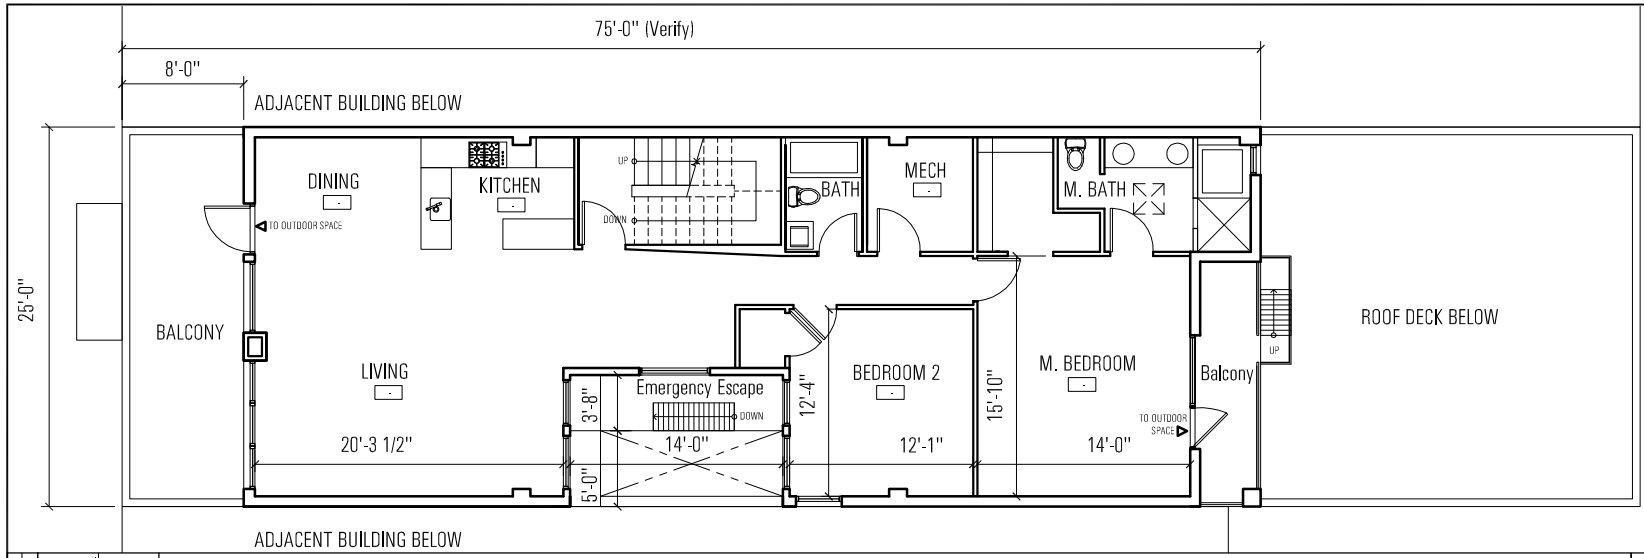 75'-0" (Verify)
8'-0"
ADJACENT BUILDING BELOW
25'-0"
BALCONY
DINING
TO OUTDOOR SPACE
KITCHEN
UP
DOWN
BATH
MECH
M. BATH
LIVING
20'-3 1/2"
Emergency Escape
DOWN
3'-8"
14'-0"
5'-0"
BEDROOM 2
12'-4"
12'-1"
M. BEDROOM
15'-10"
14'-0"
TO OUTDOOR
SPACE
Balcony
UP
ROOF DECK BELOW
ADJACENT BUILDING BELOW